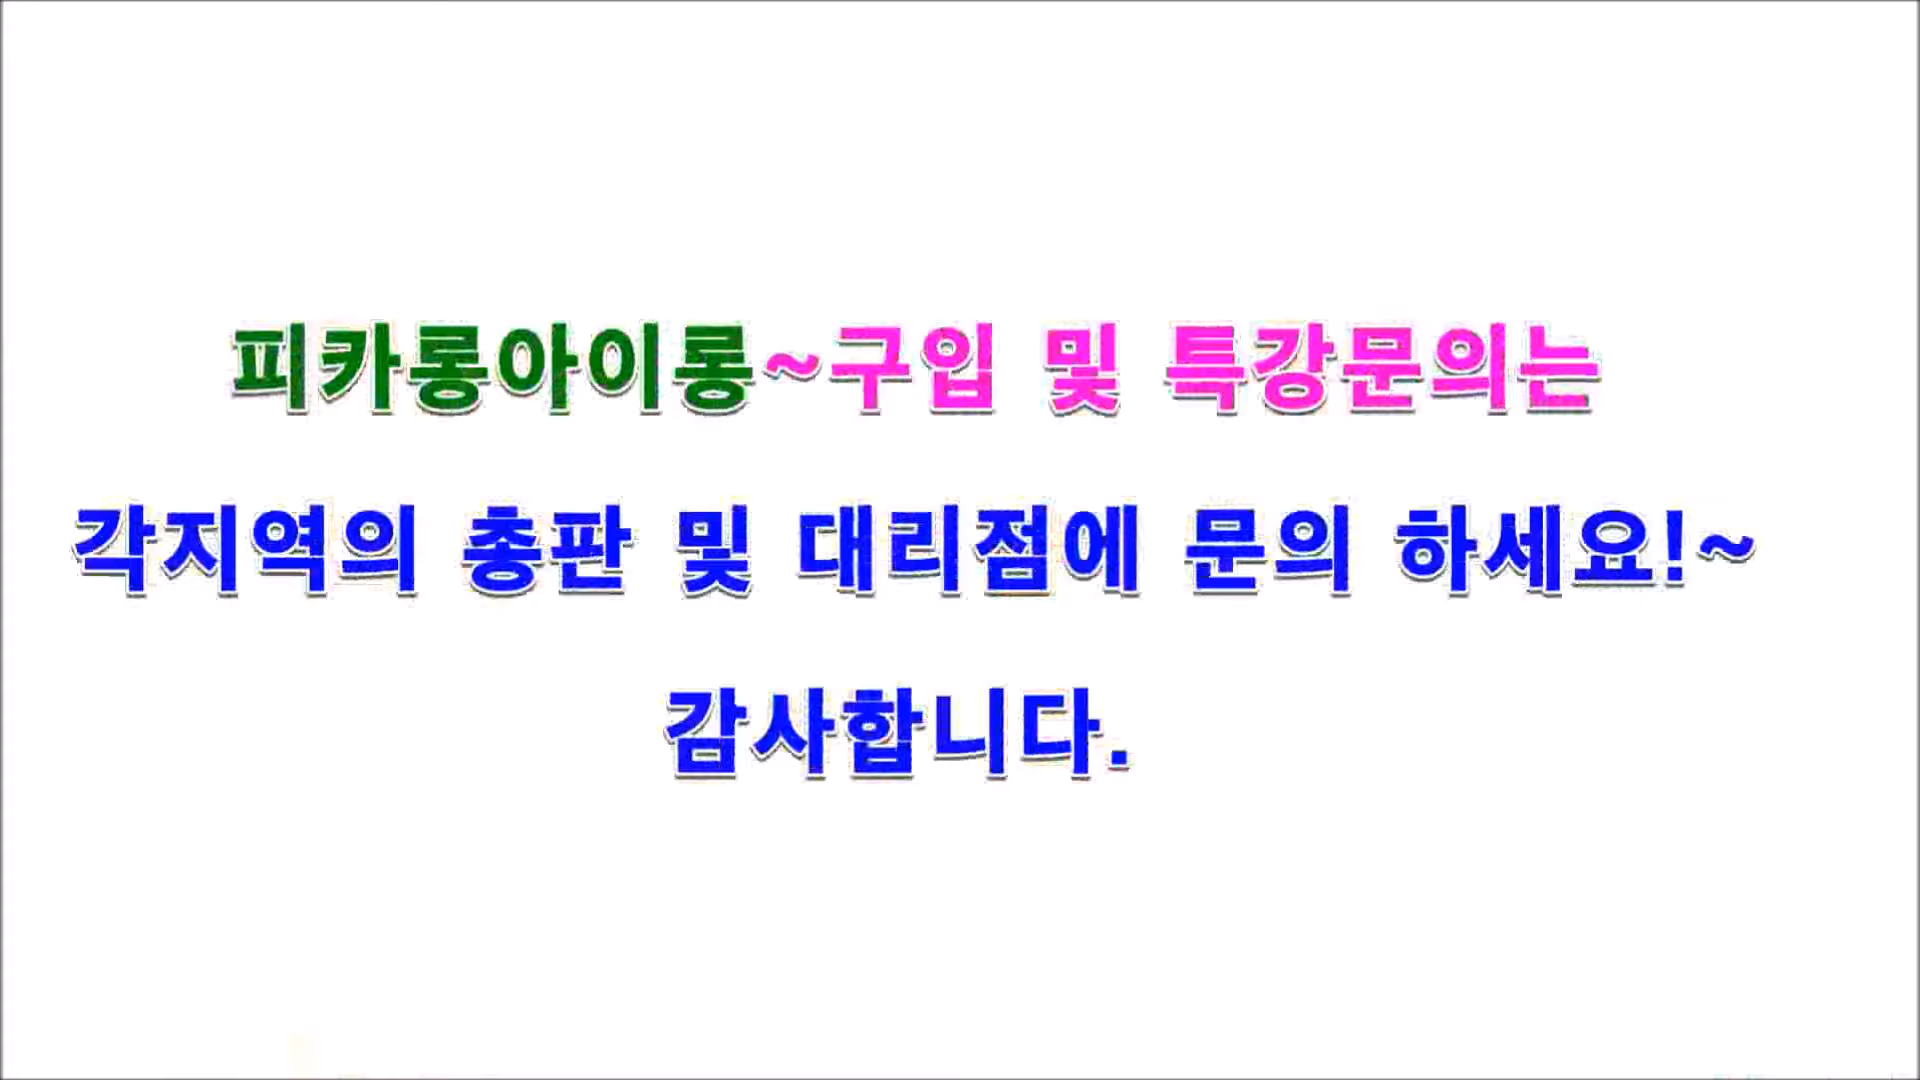 피카롱아이롱~구입 및 특강문의는
각지역의 총판 및 대리점에 문의 하세요!~
감사합니다.